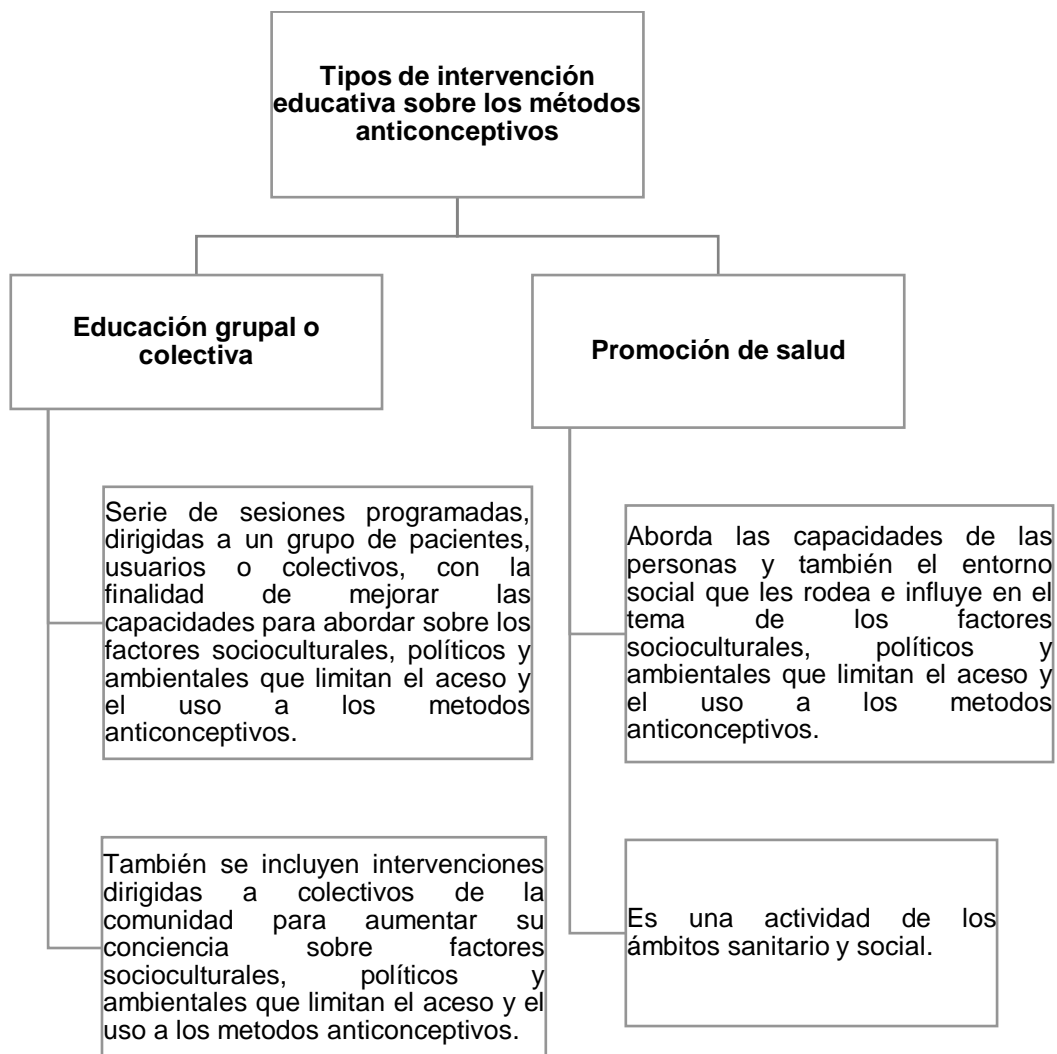 Tipos de intervención
educativa sobre los métodos
anticonceptivos
Educación grupal o
colectiva
Serie de sesiones programadas,
dirigidas a un grupo de pacientes,
usuarios o colectivos, con la
finalidad de mejorar las
capacidades para abordar sobre los
factores socioculturales, políticos y
ambientales que limitan el aceso y
el uso a los metodos
anticonceptivos.
También se incluyen intervenciones
dirigidas a colectivos de la
comunidad para aumentar su
conciencia sobre factores
socioculturales, políticos y
ambientales que limitan el aceso y el
uso a los metodos anticonceptivos.
Promoción de salud
Aborda las capacidades de las
personas y también el entorno
social que les rodea e influye en el
tema de los factores
socioculturales, políticos y
ambientales que limitan el aceso y
el uso a los metodos
anticonceptivos.
Es una actividad de los
ámbitos sanitario y social.